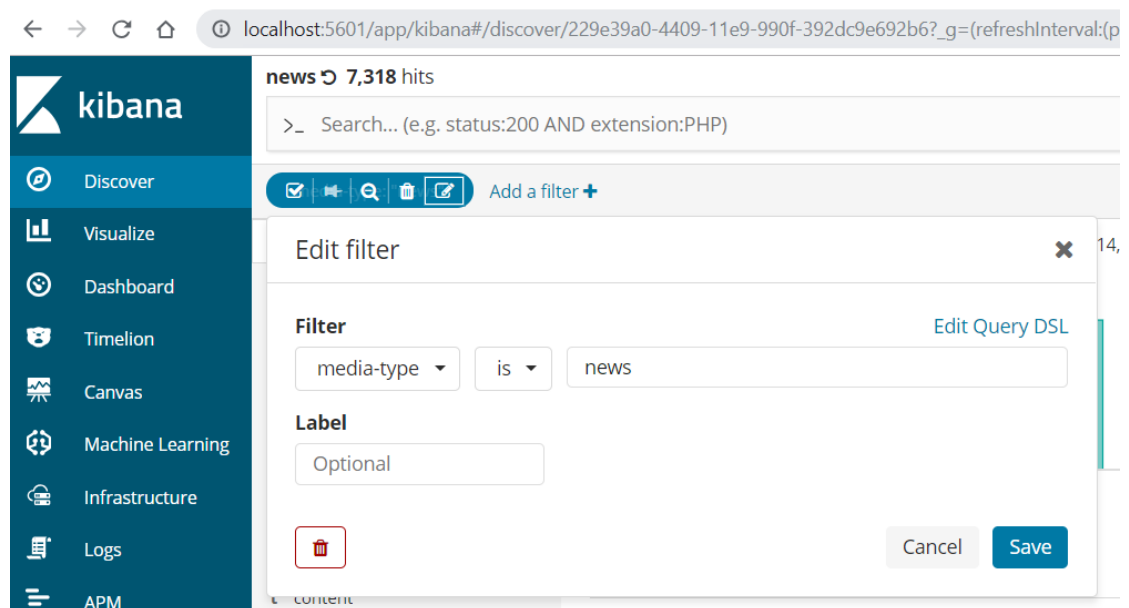 localhost:5601/app/kibana#/discover/229e39a0-4409-11e9-990f-392dc9e692b6?_g=(refreshInterval:(p
kibana
news 7,318 hits
>_ Search... (e.g. status:200 AND extension:PHP)
Discover
Add a filter +
Visualize
Edit filter
14,
Dashboard
Timelion
Filter
Edit Query DSL
media-type
is
news
Canvas
Label
Machine Learning
Optional
Infrastructure
Logs
Cancel
Save
APM
t content